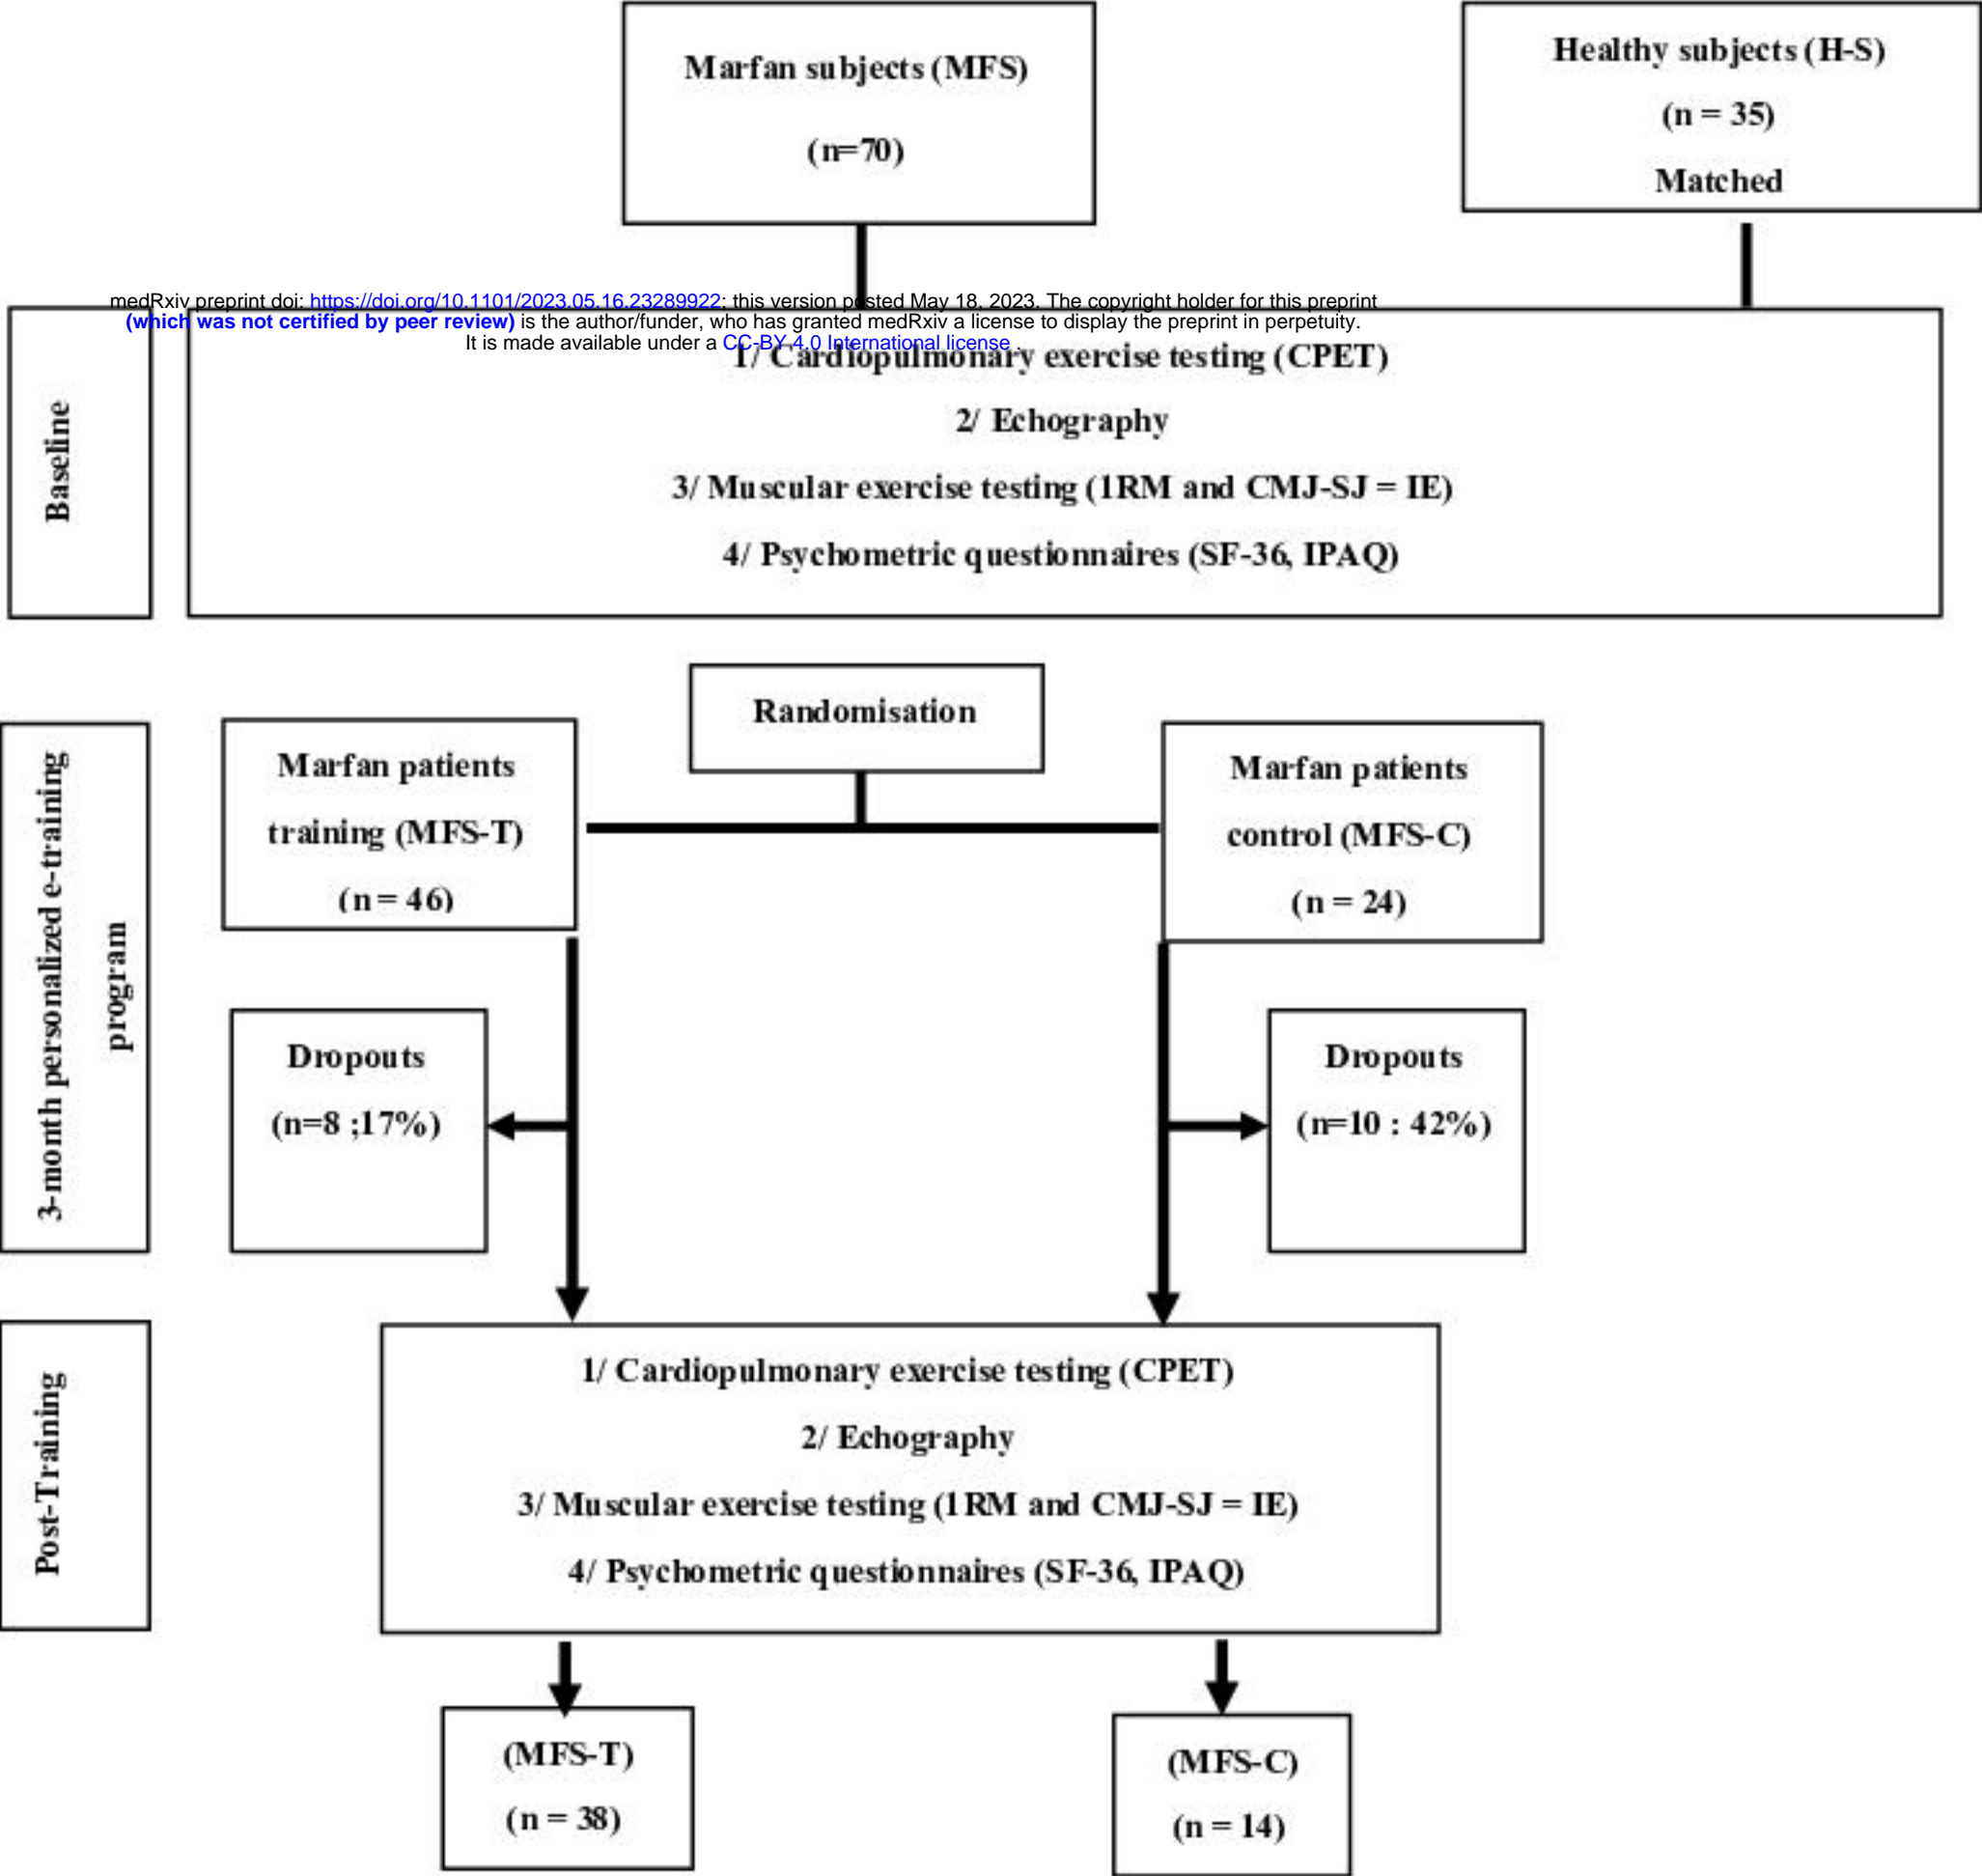 Marfan subjects (MFS)
(n=70)
Healthy subjects (H-S)
(n = 35)
Matched
medRxiv preprint doi: https://doi.org/10.1101/2023.05.16.23289922; this version posted May 18, 2023. The copyright holder for this preprint
(which was not certified by peer review) is the author/funder, who has granted medRxiv a license to display the preprint in perpetuity.
It is made available under a CC-BY 4.0 International license .
Baseline
1/ Cardiopulmonary exercise testing (CPET)
2/ Echography
3/ Muscular exercise testing (1RM and CMJ-SJ = IE)
4/ Psychometric questionnaires (SF-36, IPAQ)
3-month personalized e-training
program
Randomisation
Marfan patients
training (MFS-T)
(n = 46)
Marfan patients
control (MFS-C)
(n = 24)
Dropouts
(n=8 ;17%)
Dropouts
(n=10 : 42%)
Post-Training
1/ Cardiopulmonary exercise testing (CPET)
2/ Echography
3/ Muscular exercise testing (1RM and CMJ-SJ = IE)
4/ Psychometric questionnaires (SF-36, IPAQ)
(MFS-T)
(n = 38)
(MFS-C)
(n = 14)